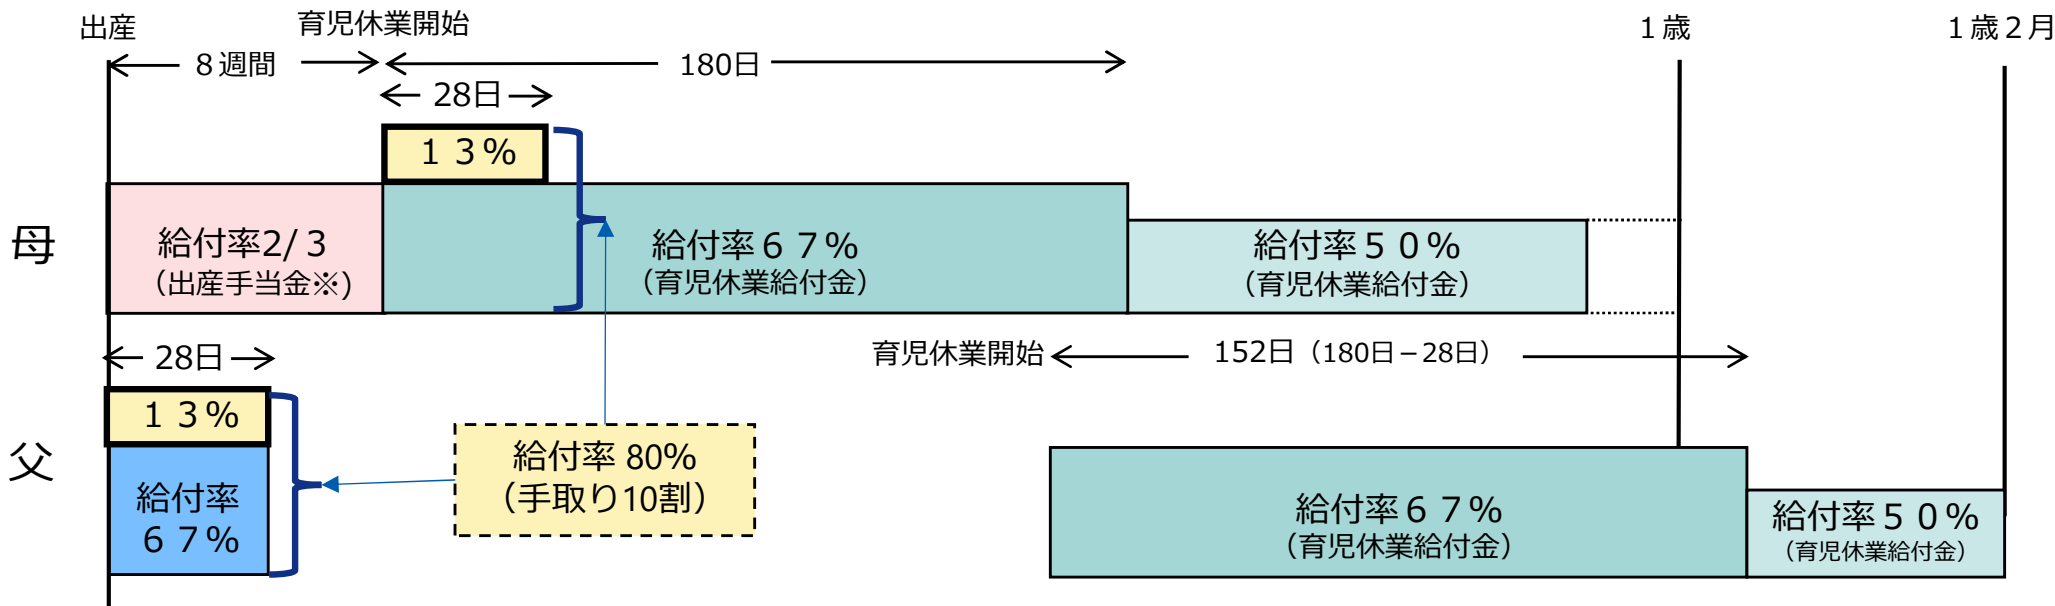 出産
育児休業開始
１歳
１歳２月
８週間
180日
28日
１３％
母
給付率2/３
（出産手当金※)
給付率６７％
（育児休業給付金）
給付率５０％
（育児休業給付金）
28日
育児休業開始
152日（180日－28日）
１３％
父
給付率
６７％
給付率 80%
（手取り10割）
給付率６７％
（育児休業給付金）
給付率５０％
（育児休業給付金）